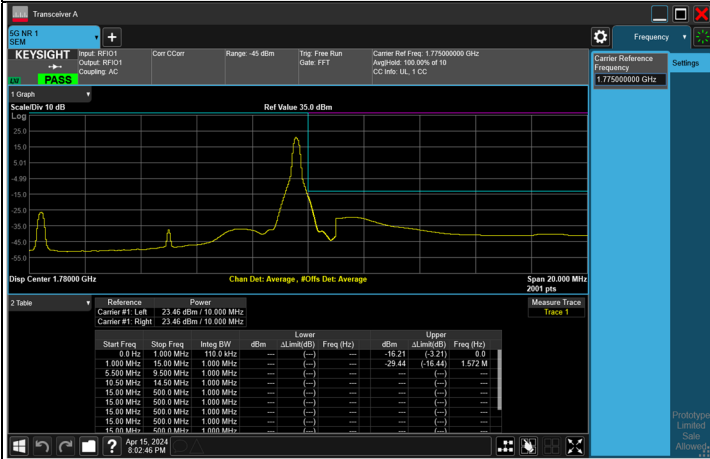 Transceiver A
5G NR 1
SEM
Frequency
KEYSIGHT
Input: RFIO1
Output: RFIO1
Coupling: AC
Corr CCorr
Range: -45 dBm
Trig: Free Run
Gate: FFT
Carrier Ref Freq: 1.775000000 GHz
Avg|Hold: 100.00% of 10
CC Info: UL, 1 CC
PASS
Carrier Reference
Frequency
1.775000000 GHz
Settings
1 Graph
Scale/Div 10 dB
Ref Value 35.0 dBm
Log
25.0
15.0
5.01
-4.99
-15.0
-25.0
-35.0
-45.0
-55.0
Disp Center 1.78000 GHz
Chan Det: Average , #Offs Det: Average
Span 20.000 MHz
2001 pts
2 Table
Reference Power
Carrier #1: Left 23.46 dBm / 10.000 MHz
Carrier #1: Right 23.46 dBm / 10.000 MHz
Measure Trace
Trace 1
Lower Upper
Start Freq Stop Freq Integ BW dBm ΔLimit(dB) Freq (Hz) dBm ΔLimit(dB) Freq (Hz)
0.0 Hz 1.000 MHz 110.0 kHz --- (---) --- -16.21 (-3.21) 0.0
1.000 MHz 15.00 MHz 1.000 MHz --- (---) --- -29.44 (-16.44) 1.572 M
5.500 MHz 9.500 MHz 1.000 MHz --- (---) --- --- (---) ---
10.50 MHz 14.50 MHz 1.000 MHz --- (---) --- --- (---) ---
15.00 MHz 500.0 MHz 1.000 MHz --- (---) --- --- (---) ---
15.00 MHz 500.0 MHz 1.000 MHz --- (---) --- --- (---) ---
15.00 MHz 500.0 MHz 1.000 MHz --- (---) --- --- (---) ---
15.00 MHz 500.0 MHz 1.000 MHz --- (---) --- --- (---) ---
15.00 MHz 500.0 MHz 1.000 MHz --- (---) --- --- (---) ---
Prototype
Limited
Sale
Allowed
?
Apr 15, 2024
8:02:46 PM